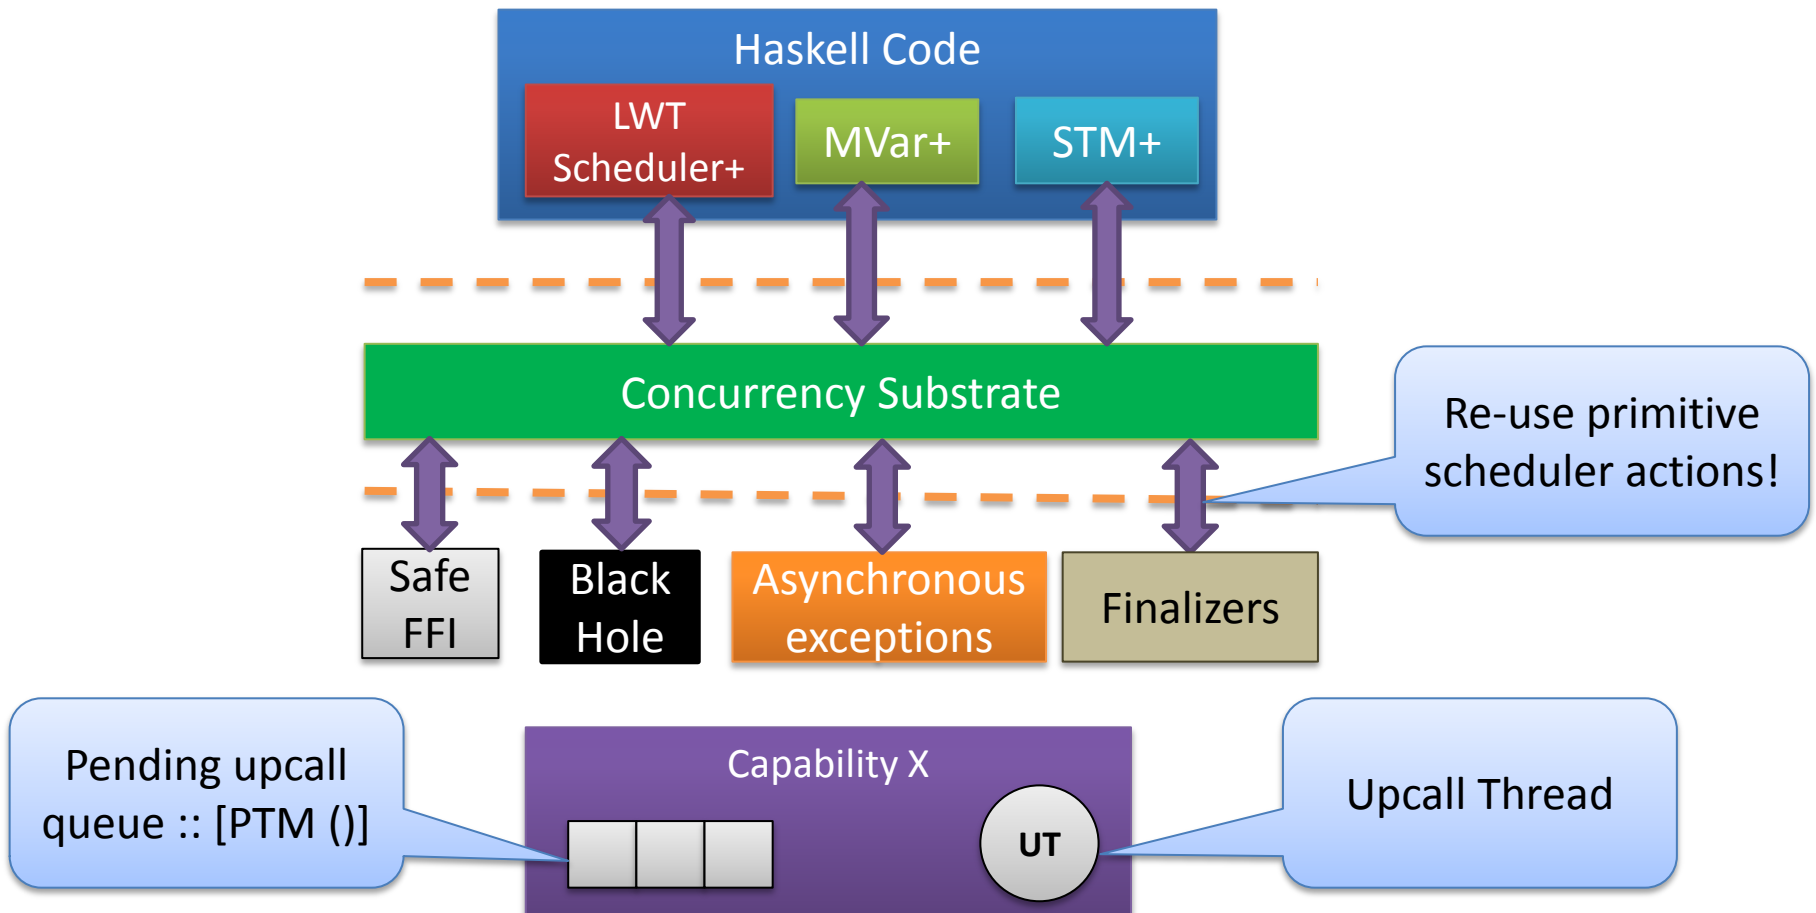 Haskell Code
LWT
Scheduler+
MVar+
STM+
Concurrency Substrate
Re-use primitive
scheduler actions!
Safe
FFI
Black
Hole
Asynchronous
exceptions
Finalizers
Pending upcall
queue :: [PTM ()]
Capability X
UT
Upcall Thread